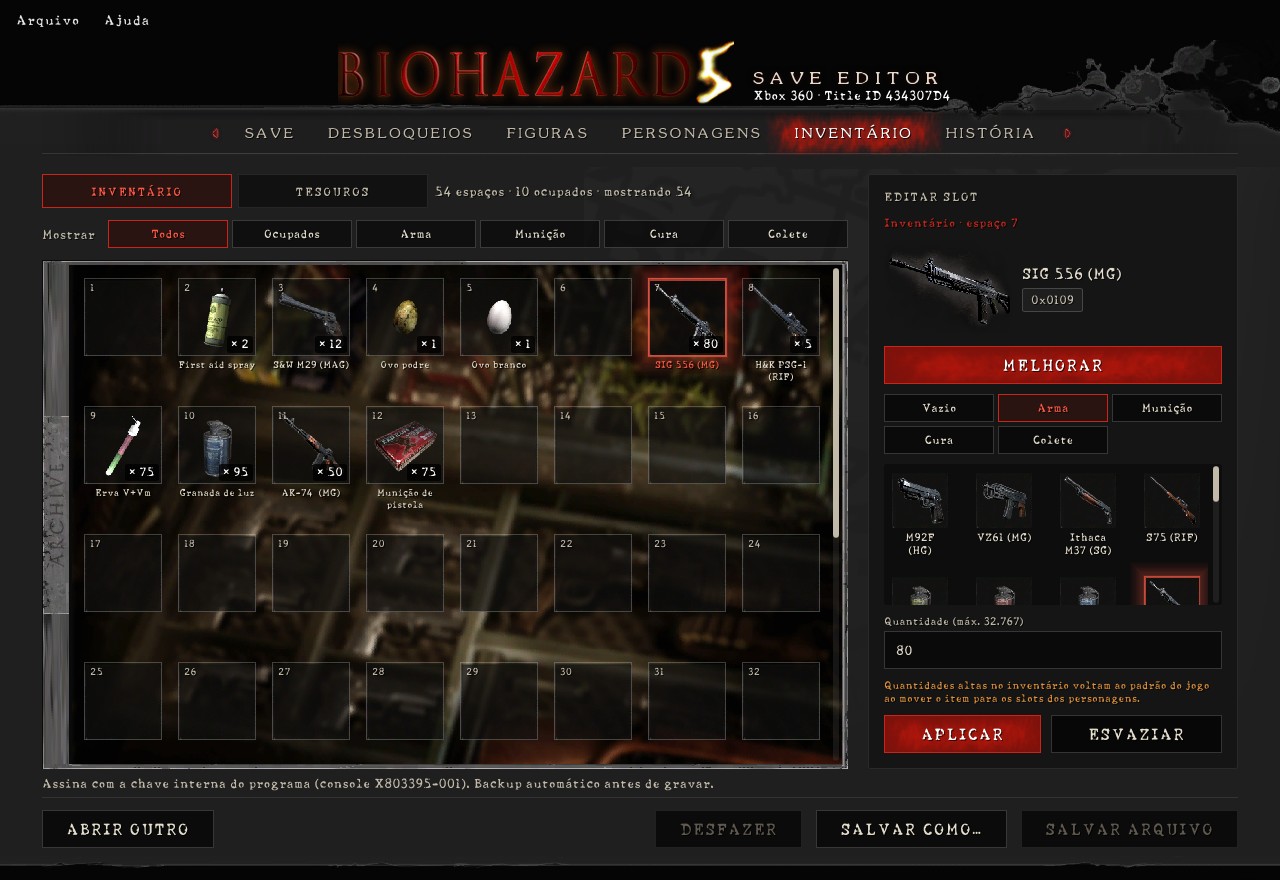 Arquivo Ajuda
BIOHAZARD 5
SAVE EDITOR
Xbox 360 · Title ID 434307D4
SAVE DESBLOQUEIOS FIGURAS PERSONAGENS INVENTÁRIO HISTÓRIA
INVENTÁRIO TESOUROS 54 espaços · 10 ocupados · mostrando 54
Mostrar Todos Ocupados Arma Munição Cura Colete
1 2 3 4 5 6 7 8
× 2 × 12 × 1 × 1 × 80 × 5
First aid spray S&W M29 (MAG) Ovo podre Ovo branco SIG 556 (MG) H&K PSG-1
(RIF)
9 10 11 12 13 14 15 16
× 75 × 95 × 50 × 75
Erva V+Vm Granada de luz AK-74 (MG) Munição de
pistola
17 18 19 20 21 22 23 24
25 26 27 28 29 30 31 32
ARCHIVE
EDITAR SLOT
Inventário · espaço 7
SIG 556 (MG)
0x0109
MELHORAR
Vazio Arma Munição
Cura Colete
M92F
(HG)
VZ61 (MG)
Ithaca
M37 (SG)
S75 (RIF)
Quantidade (máx. 32.767)
80
Quantidades altas no inventário voltam ao padrão do jogo
ao mover o item para os slots dos personagens.
APLICAR ESVAZIAR
Assina com a chave interna do programa (console X803395-001). Backup automático antes de gravar.
ABRIR OUTRO DESFAZER SALVAR COMO… SALVAR ARQUIVO